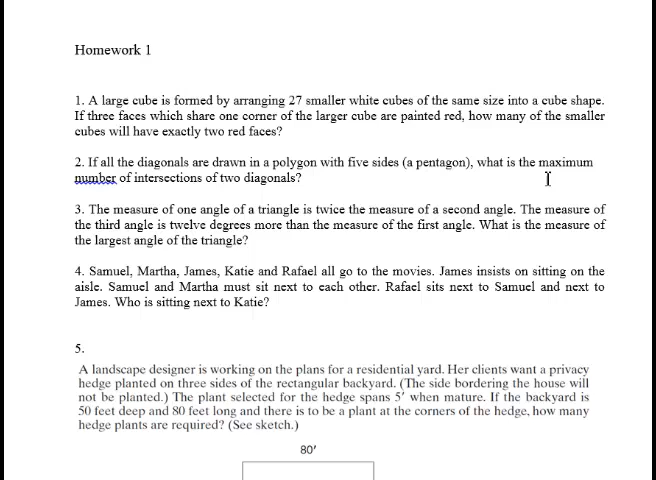 Homework 1
1. A large cube is formed by arranging 27 smaller white cubes of the same size into a cube shape.
If three faces which share one corner of the larger cube are painted red, how many of the smaller
cubes will have exactly two red faces?
2. If all the diagonals are drawn in a polygon with five sides (a pentagon), what is the maximum
number of intersections of two diagonals?
3. The measure of one angle of a triangle is twice the measure of a second angle. The measure of
the third angle is twelve degrees more than the measure of the first angle. What is the measure of
the largest angle of the triangle?
4. Samuel, Martha, James, Katie and Rafael all go to the movies. James insists on sitting on the
aisle. Samuel and Martha must sit next to each other. Rafael sits next to Samuel and next to
James. Who is sitting next to Katie?
5.
A landscape designer is working on the plans for a residential yard. Her clients want a privacy
hedge planted on three sides of the rectangular backyard. (The side bordering the house will
not be planted.) The plant selected for the hedge spans 5′ when mature. If the backyard is
50 feet deep and 80 feet long and there is to be a plant at the corners of the hedge, how many
hedge plants are required? (See sketch.)
80′